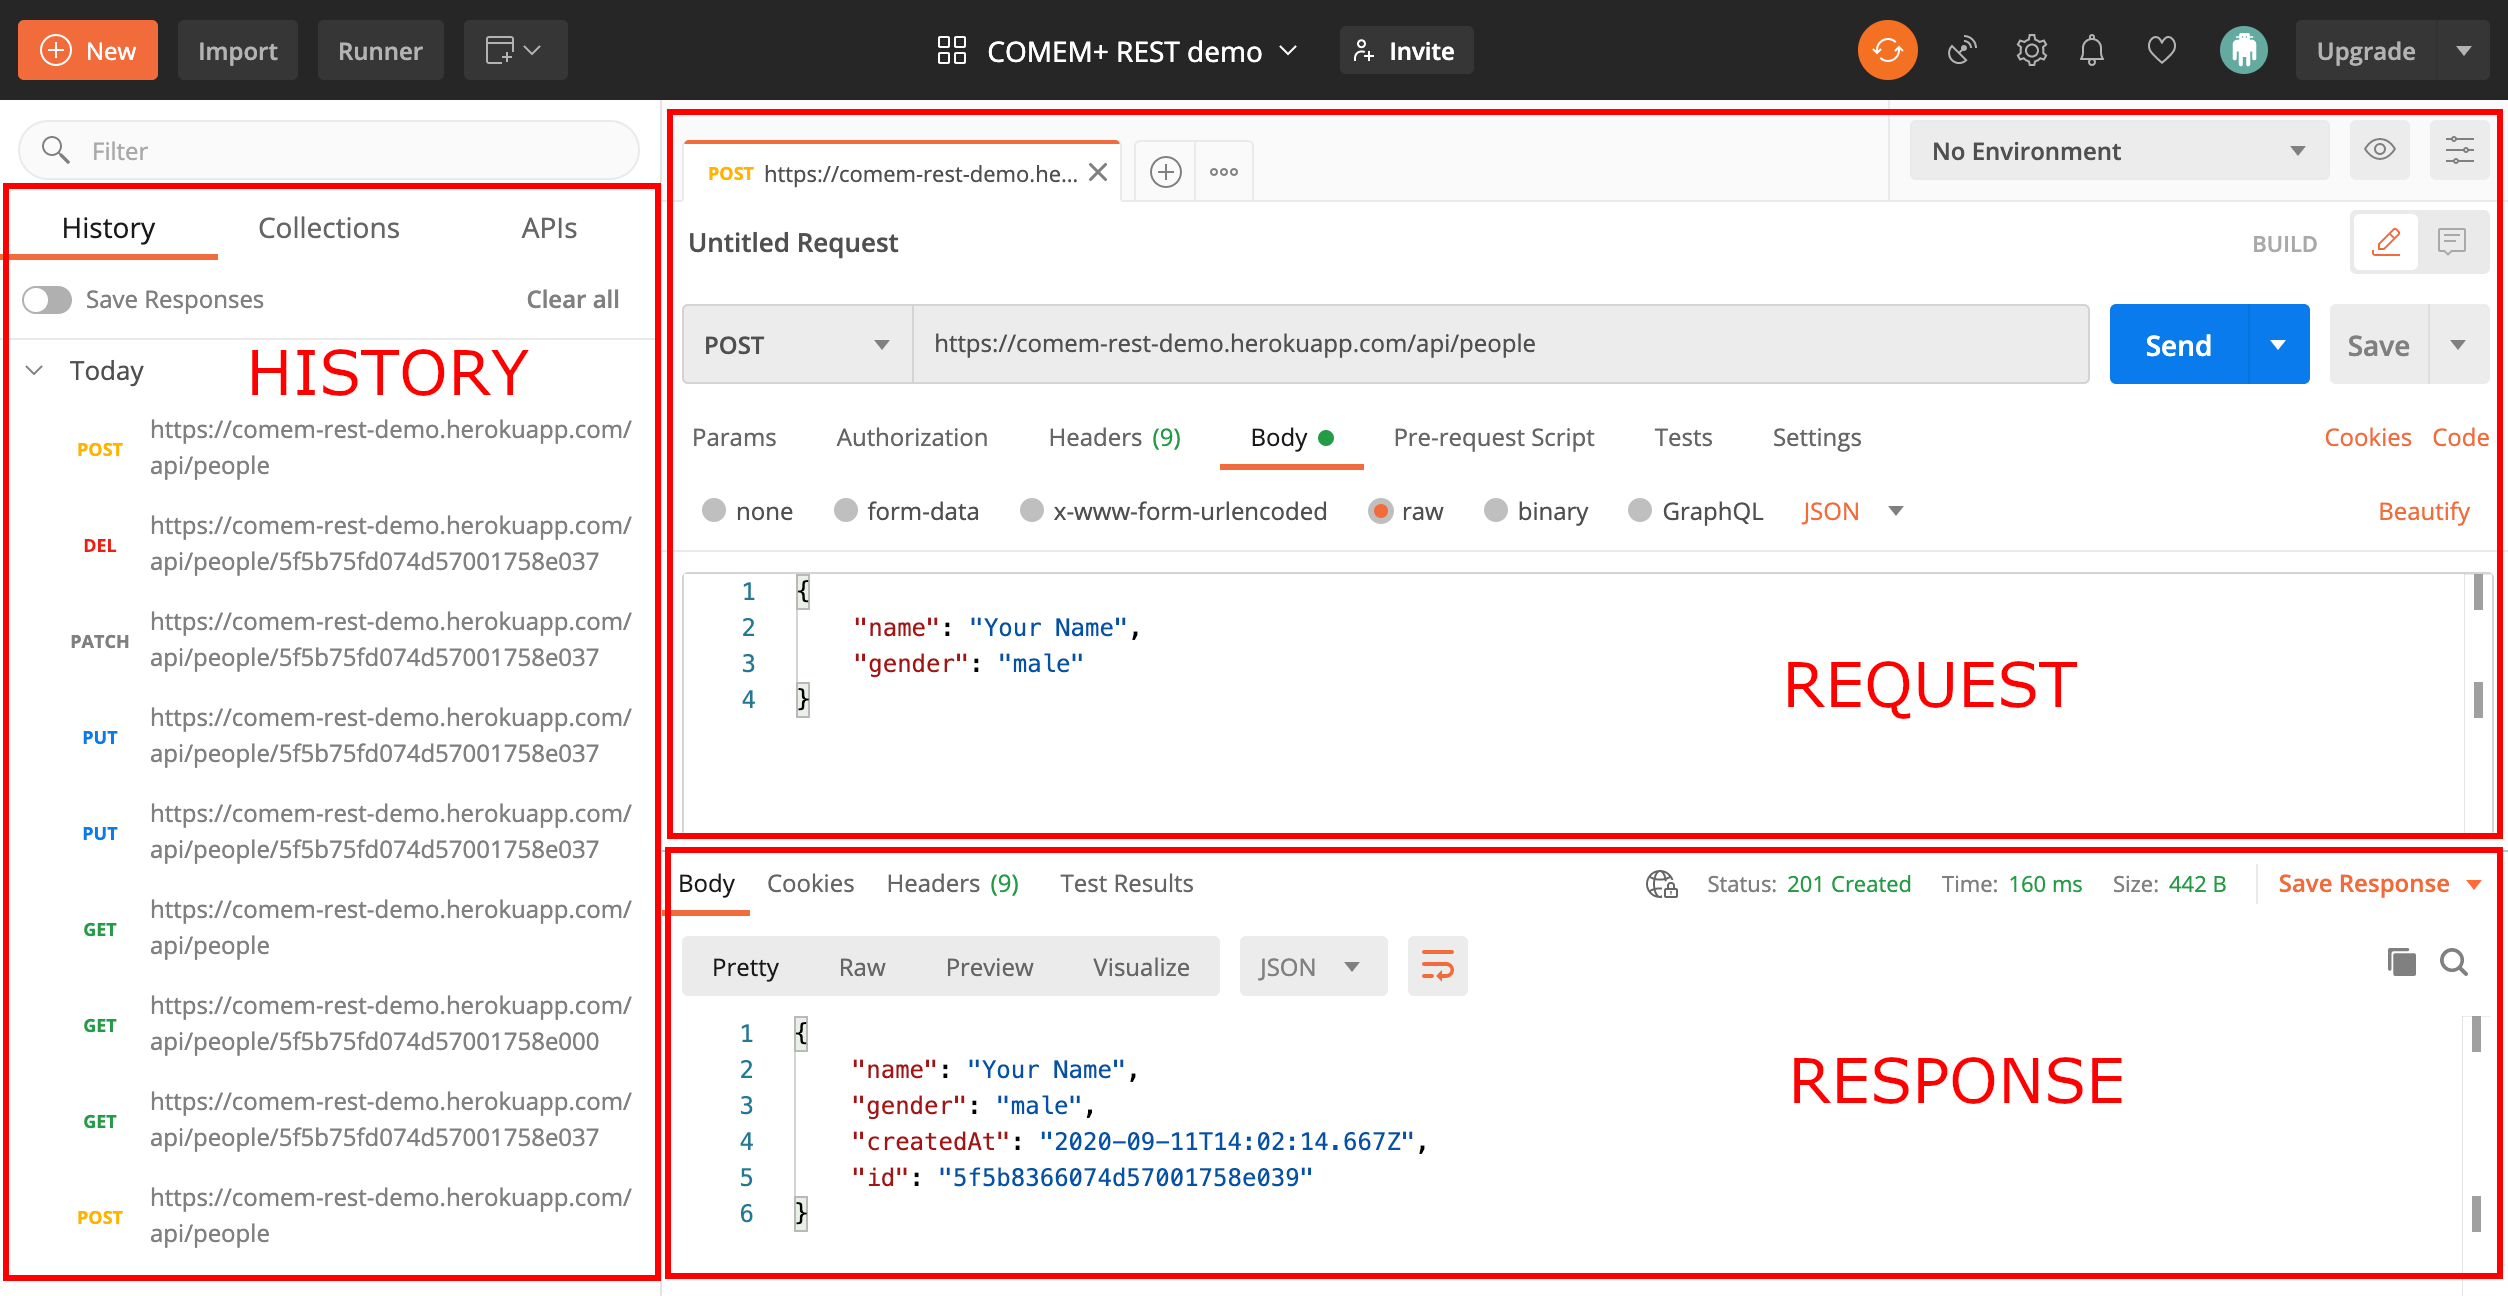 New Import Runner COMEM+ REST demo Invite Upgrade
Filter
History Collections APIs
Save Responses Clear all
Today
HISTORY
POST https://comem-rest-demo.herokuapp.com/
api/people
DEL https://comem-rest-demo.herokuapp.com/
api/people/5f5b75fd074d57001758e037
PATCH https://comem-rest-demo.herokuapp.com/
api/people/5f5b75fd074d57001758e037
PUT https://comem-rest-demo.herokuapp.com/
api/people/5f5b75fd074d57001758e037
PUT https://comem-rest-demo.herokuapp.com/
api/people/5f5b75fd074d57001758e037
GET https://comem-rest-demo.herokuapp.com/
api/people
GET https://comem-rest-demo.herokuapp.com/
api/people/5f5b75fd074d57001758e000
GET https://comem-rest-demo.herokuapp.com/
api/people/5f5b75fd074d57001758e037
POST https://comem-rest-demo.herokuapp.com/
api/people
POST https://comem-rest-demo.he... No Environment
Untitled Request BUILD
POST https://comem-rest-demo.herokuapp.com/api/people Send Save
Params Authorization Headers (9) Body Pre-request Script Tests Settings Cookies Code
none form-data x-www-form-urlencoded raw binary GraphQL JSON Beautify
1 {
2 "name": "Your Name",
3 "gender": "male"
4 }
REQUEST
Body Cookies Headers (9) Test Results Status: 201 Created Time: 160 ms Size: 442 B Save Response
Pretty Raw Preview Visualize JSON
1 {
2 "name": "Your Name",
3 "gender": "male",
4 "createdAt": "2020-09-11T14:02:14.667Z",
5 "id": "5f5b8366074d57001758e039"
6 }
RESPONSE